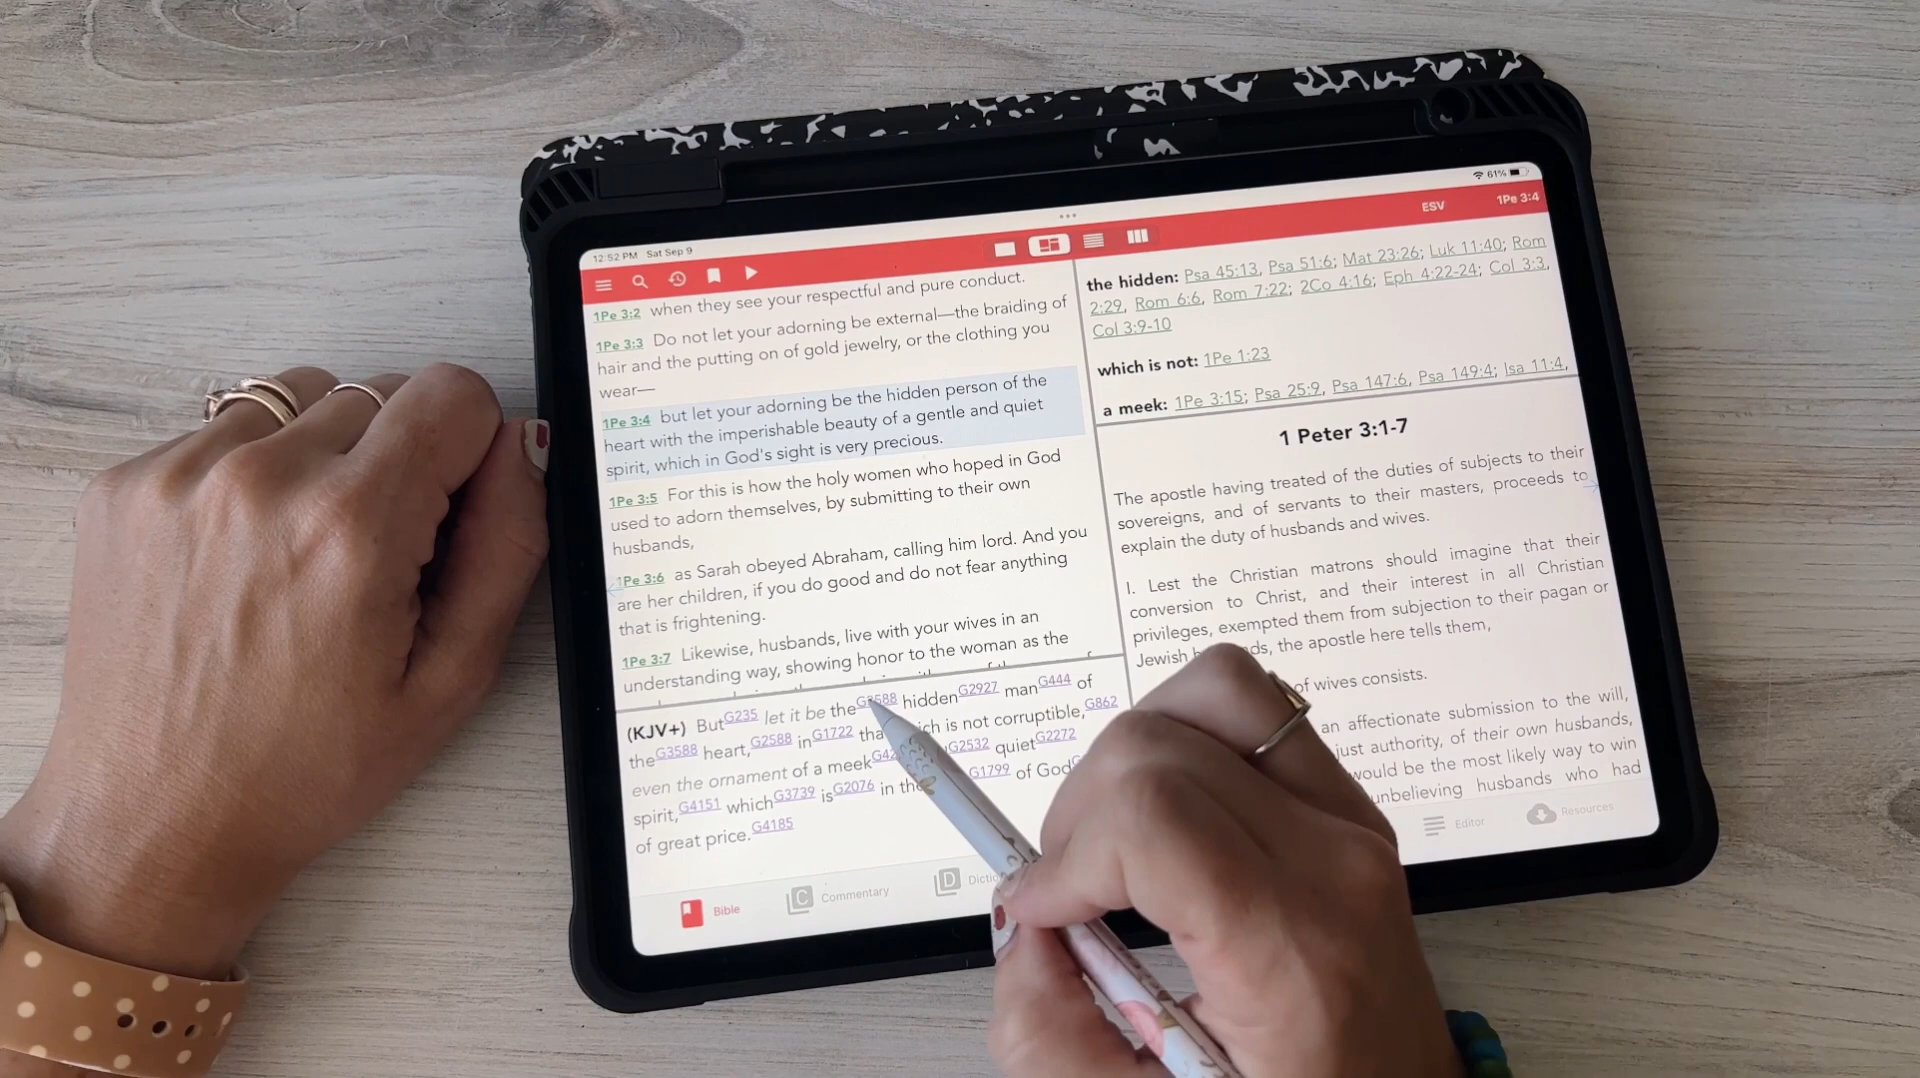 12:52 PM Sat Sep 9
61%
ESV
1Pe 3:4
1Pe 3:2 when they see your respectful and pure conduct.
1Pe 3:3 Do not let your adorning be external—the braiding of
hair and the putting on of gold jewelry, or the clothing you
wear—
1Pe 3:4 but let your adorning be the hidden person of the
heart with the imperishable beauty of a gentle and quiet
spirit, which in God's sight is very precious.
1Pe 3:5 For this is how the holy women who hoped in God
used to adorn themselves, by submitting to their own
husbands,
1Pe 3:6 as Sarah obeyed Abraham, calling him lord. And you
are her children, if you do good and do not fear anything
that is frightening.
1Pe 3:7 Likewise, husbands, live with your wives in an
understanding way, showing honor to the woman as the
(KJV+) ButG235 let it be theG3588 hiddenG2927 manG444 of
theG3588 heart,G2588 inG1722 which is not corruptible,G862
even the ornament of a meek G2532 quietG2272
spirit,G4151 whichG3739 isG2076 in the G1799 of God
of great price.G4185
the hidden: Psa 45:13, Psa 51:6; Mat 23:26; Luk 11:40; Rom
2:29, Rom 6:6, Rom 7:22; 2Co 4:16; Eph 4:22-24; Col 3:3,
Col 3:9-10
which is not: 1Pe 1:23
a meek: 1Pe 3:15; Psa 25:9, Psa 147:6, Psa 149:4; Isa 11:4,
1 Peter 3:1-7
The apostle having treated of the duties of subjects to their
sovereigns, and of servants to their masters, proceeds to
explain the duty of husbands and wives.
I. Lest the Christian matrons should imagine that their
conversion to Christ, and their interest in all Christian
privileges, exempted them from subjection to their pagan or
Jewish the apostle here tells them,
of wives consists.
an affectionate submission to the will,
just authority, of their own husbands,
would be the most likely way to win
unbelieving husbands who had
Bible
C Commentary
D
Editor
Resources